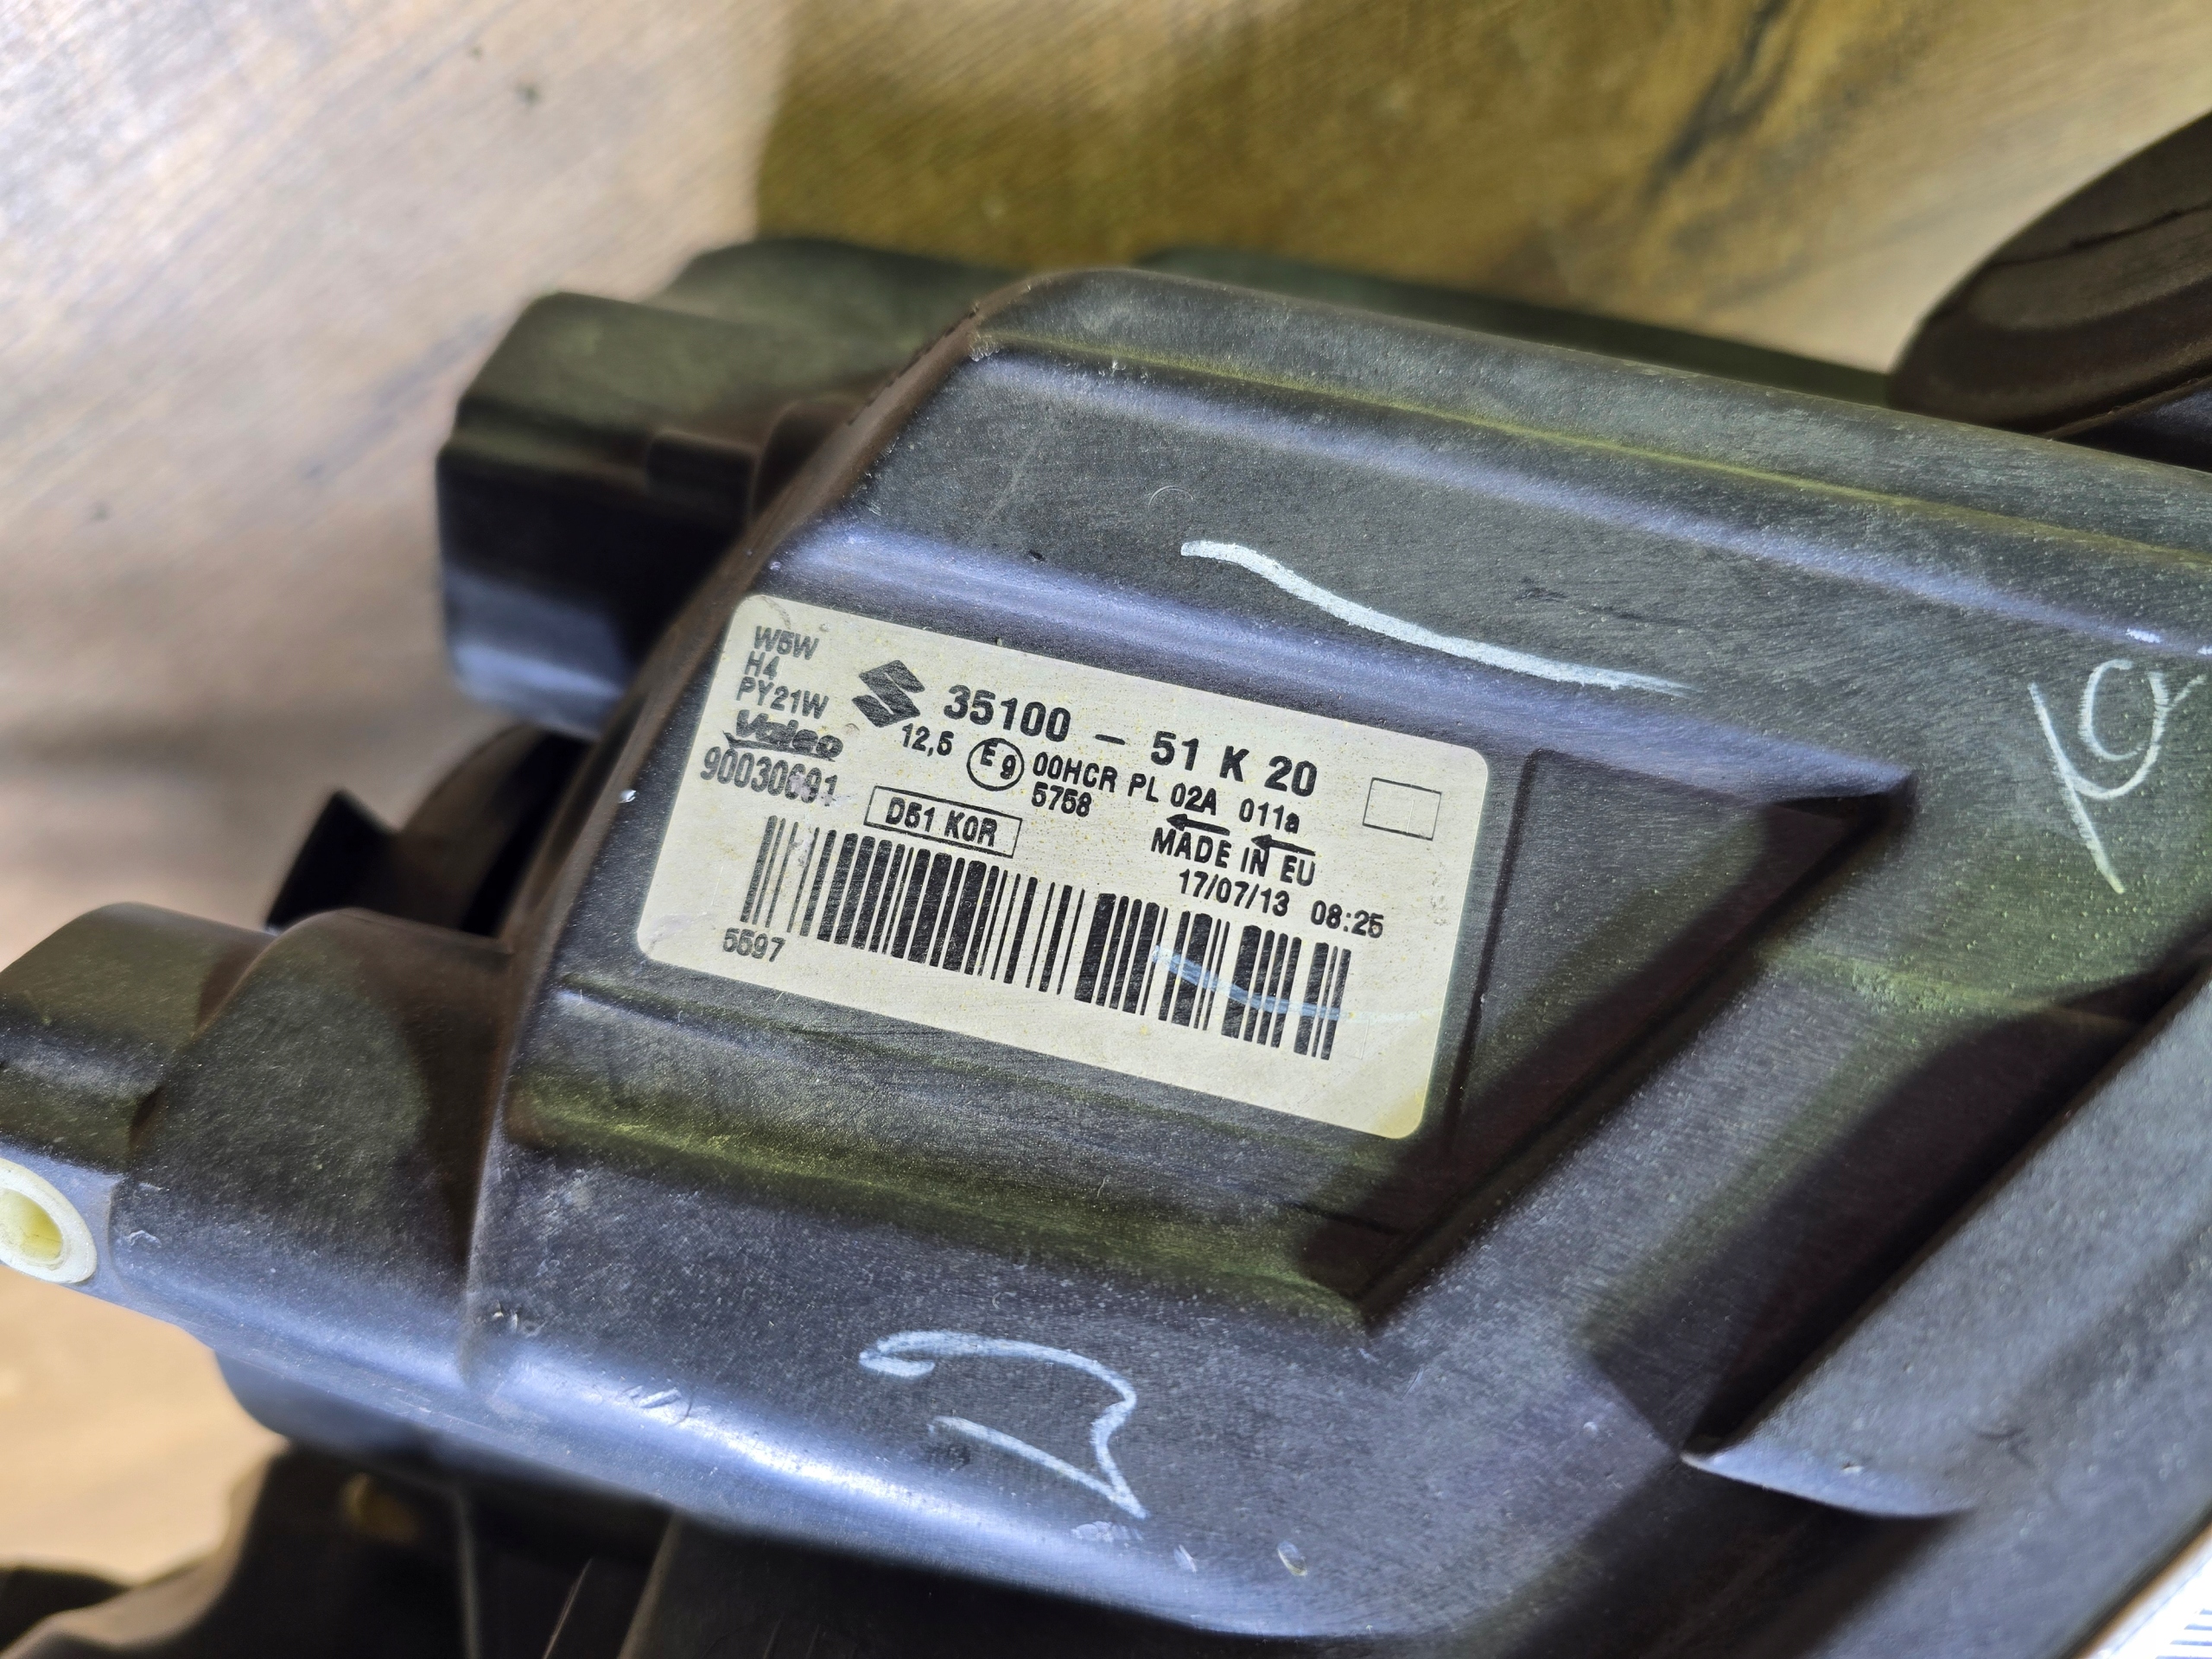 W5W
H4
PY21W
Valeo
90030691
35100 - 51 K 20
12,5 E9 00HCR PL 02A 011a
5758
D51 K0R
MADE IN EU
17/07/13 08:25
5597